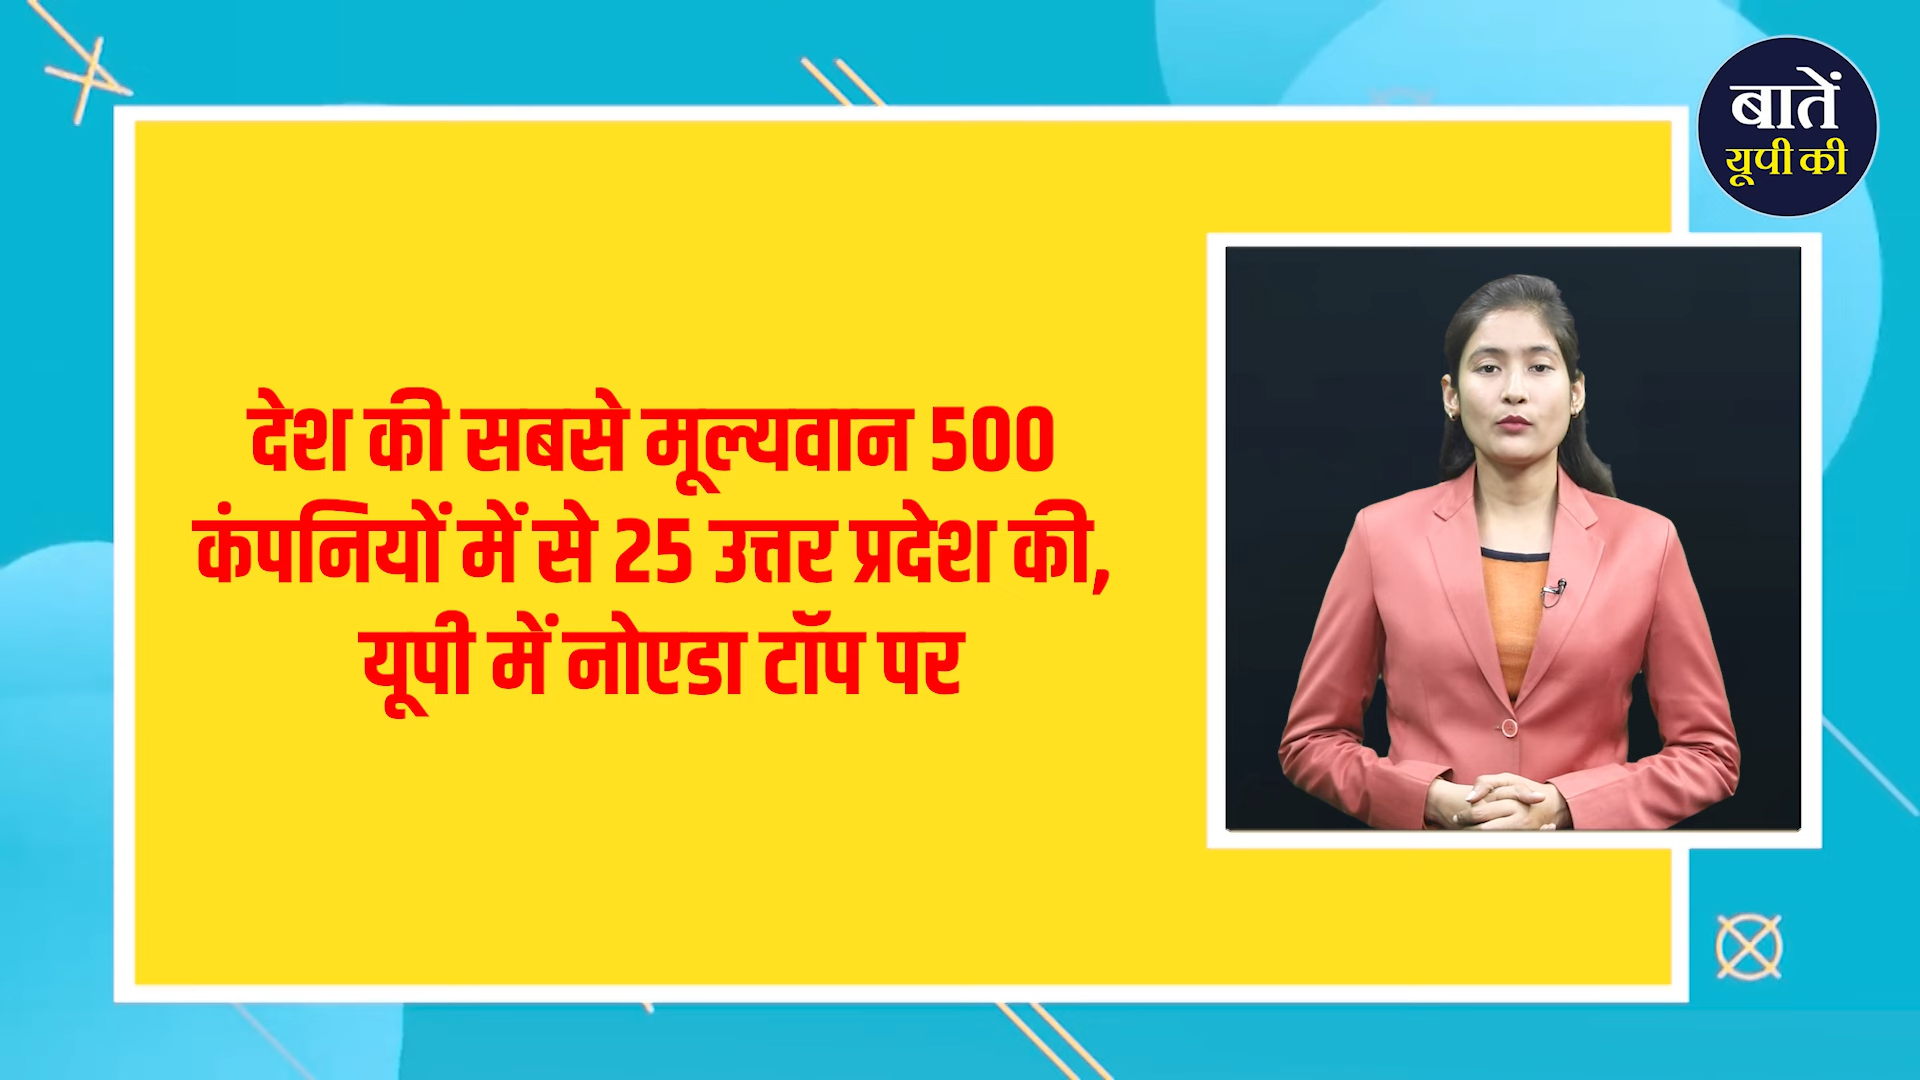 बातें
यूपी की
देश की सबसे मूल्यवान 500
कंपनियों में से 25 उत्तर प्रदेश की,
यूपी में नोएडा टॉप पर